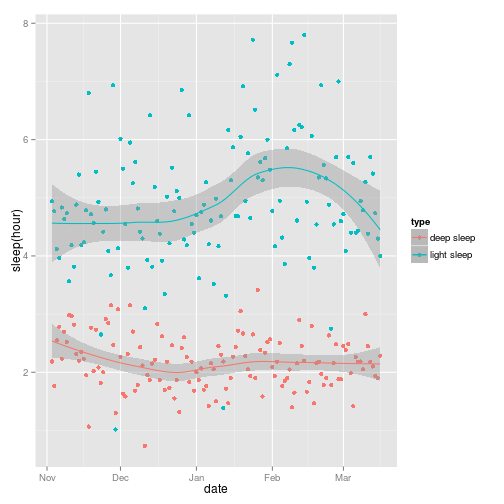 8
6
4
2
sleep(hour)
Nov Dec Jan Feb Mar
date
type
deep sleep
light sleep